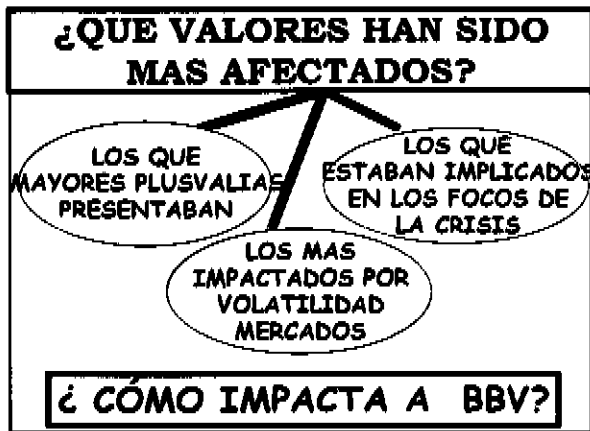 ¿QUE VALORES HAN SIDO
MAS AFECTADOS?
LOS QUE
MAYORES PLUSVALIAS
PRESENTABAN
LOS QUE
ESTABAN IMPLICADOS
EN LOS FOCOS DE
LA CRISIS
LOS MAS
IMPACTADOS POR
VOLATILIDAD
MERCADOS
¿ CÓMO IMPACTA A BBV?